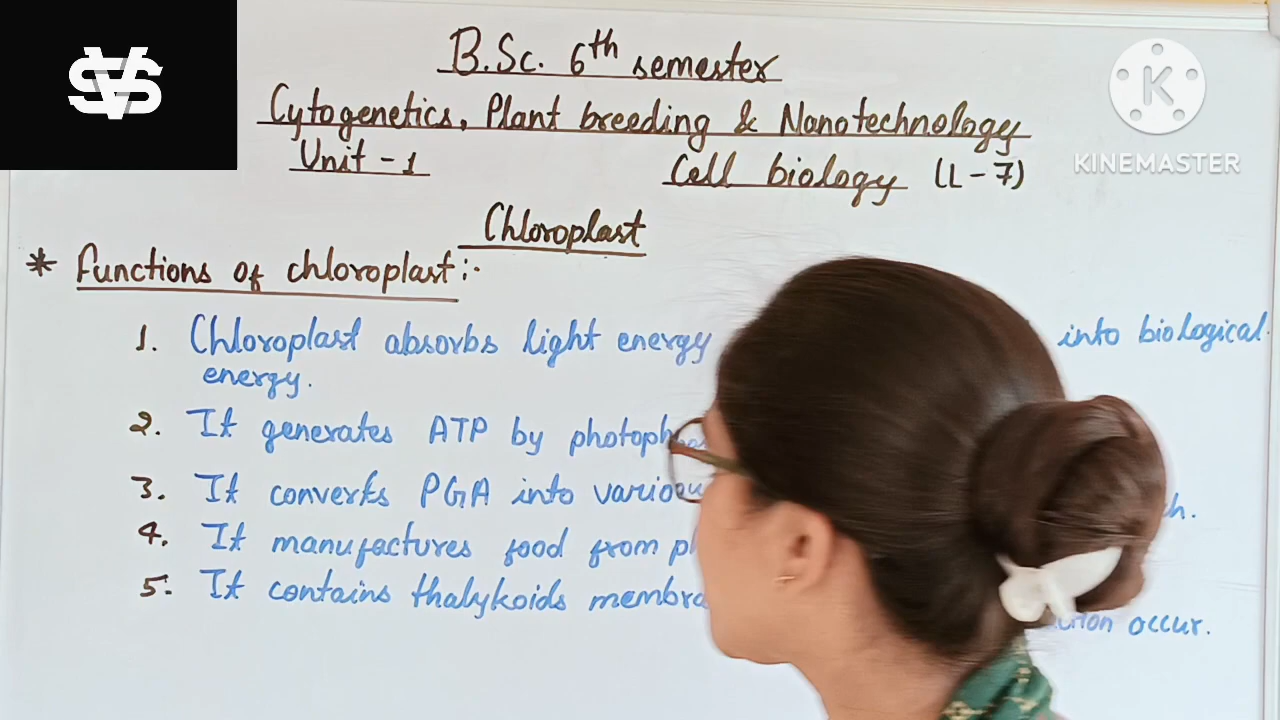 B.Sc. 6th semester
Cytogenetics, Plant breeding & Nanotechnology
Unit - 1 Cell biology (L - 7)
Chloroplast
* Functions of chloroplast :-
1. Chloroplast absorbs light energy into biological
energy.
2. It generates ATP by
3. It converts PGA into
4. It manufactures food from
5. It contains thalykoids
occur.
K
KINEMASTER